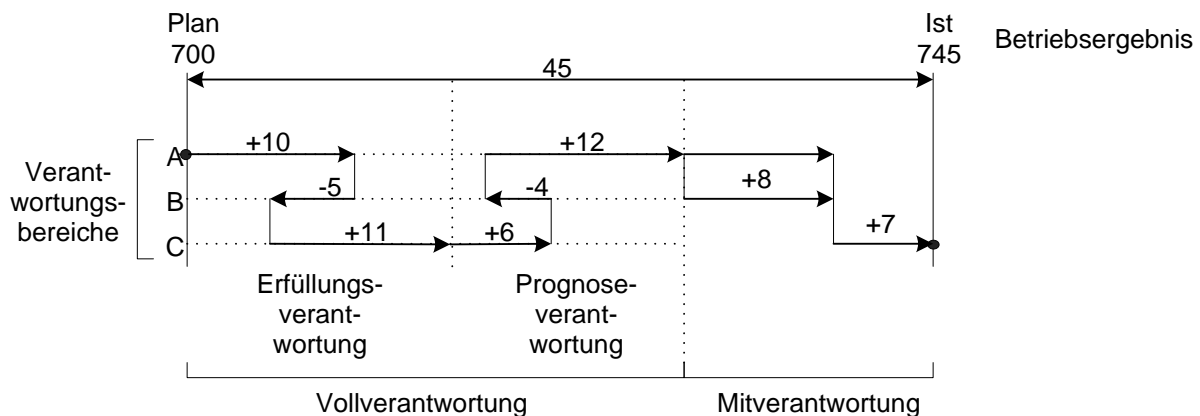 Plan
700
Ist
745
Betriebsergebnis
45
Verant-
wortungs-
bereiche
A
+10
+12
B
-5
-4
+8
C
+11
+6
+7
Erfüllungs-
verant-
wortung
Prognose-
verant-
wortung
Vollverantwortung
Mitverantwortung